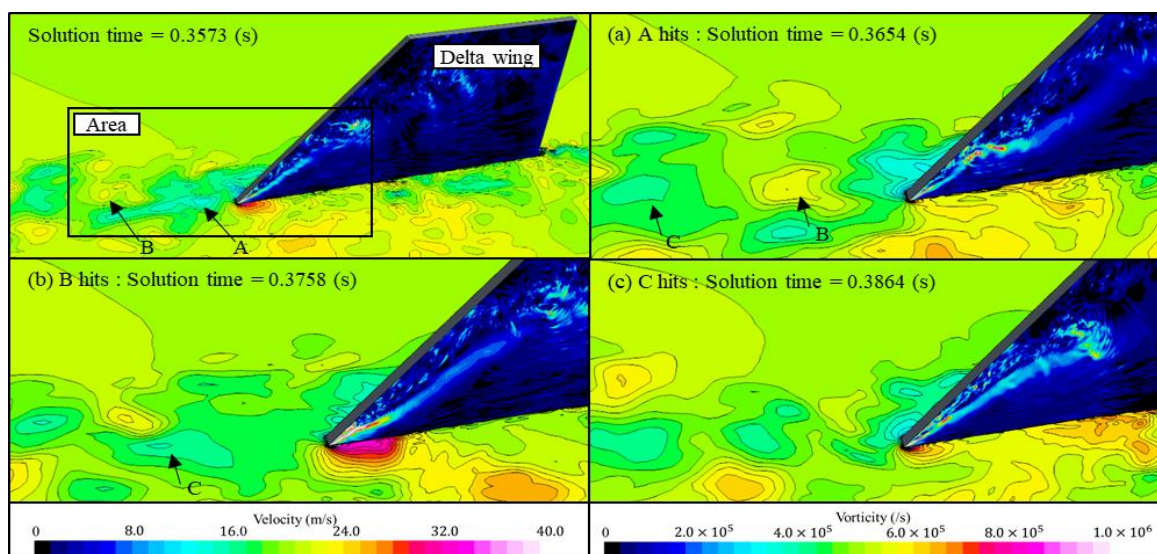 Solution time = 0.3573 (s)
Delta wing
Area
B
A
(a) A hits : Solution time = 0.3654 (s)
C
B
(b) B hits : Solution time = 0.3758 (s)
C
(c) C hits : Solution time = 0.3864 (s)
Velocity (m/s)
0 8.0 16.0 24.0 32.0 40.0
Vorticity (/s)
0 2.0 × 10⁵ 4.0 × 10⁵ 6.0 × 10⁵ 8.0 × 10⁵ 1.0 × 10⁶